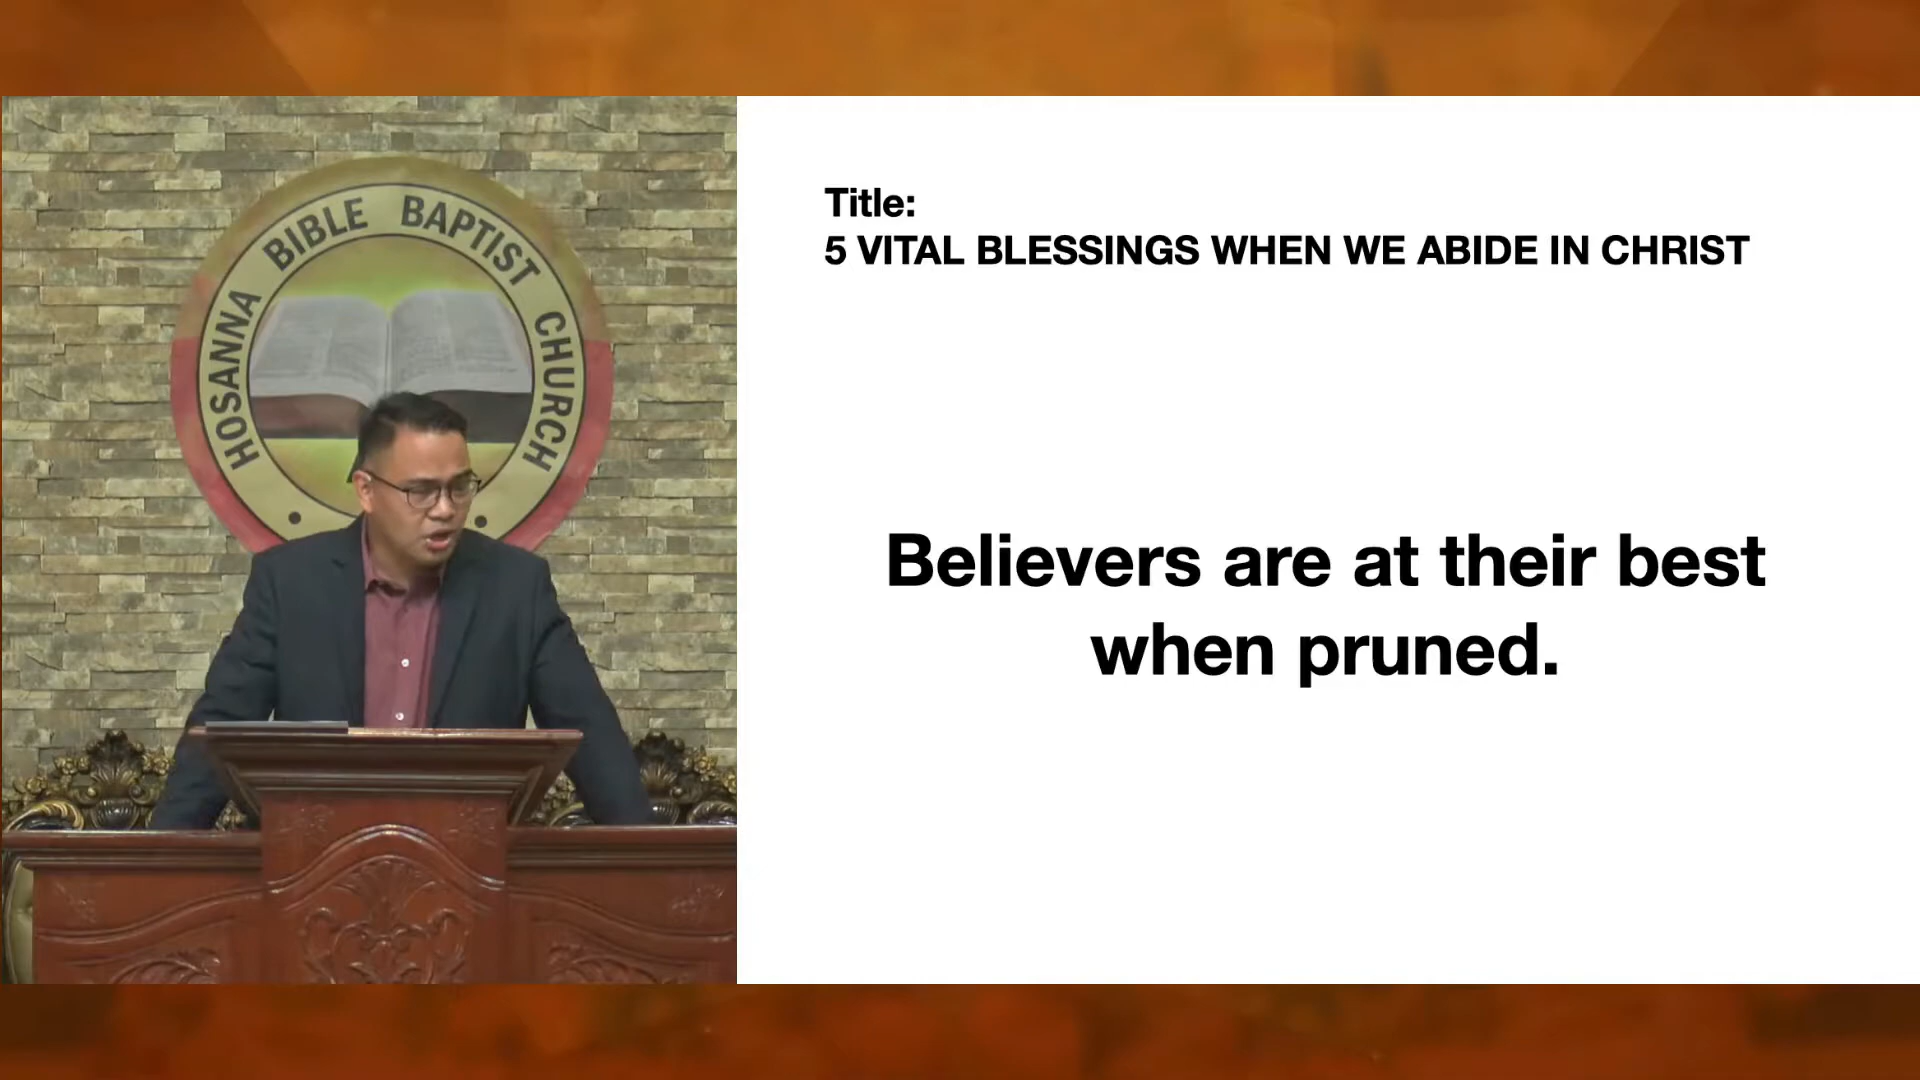 HOSANNA BIBLE BAPTIST CHURCH
Title:
5 VITAL BLESSINGS WHEN WE ABIDE IN CHRIST
Believers are at their best
when pruned.